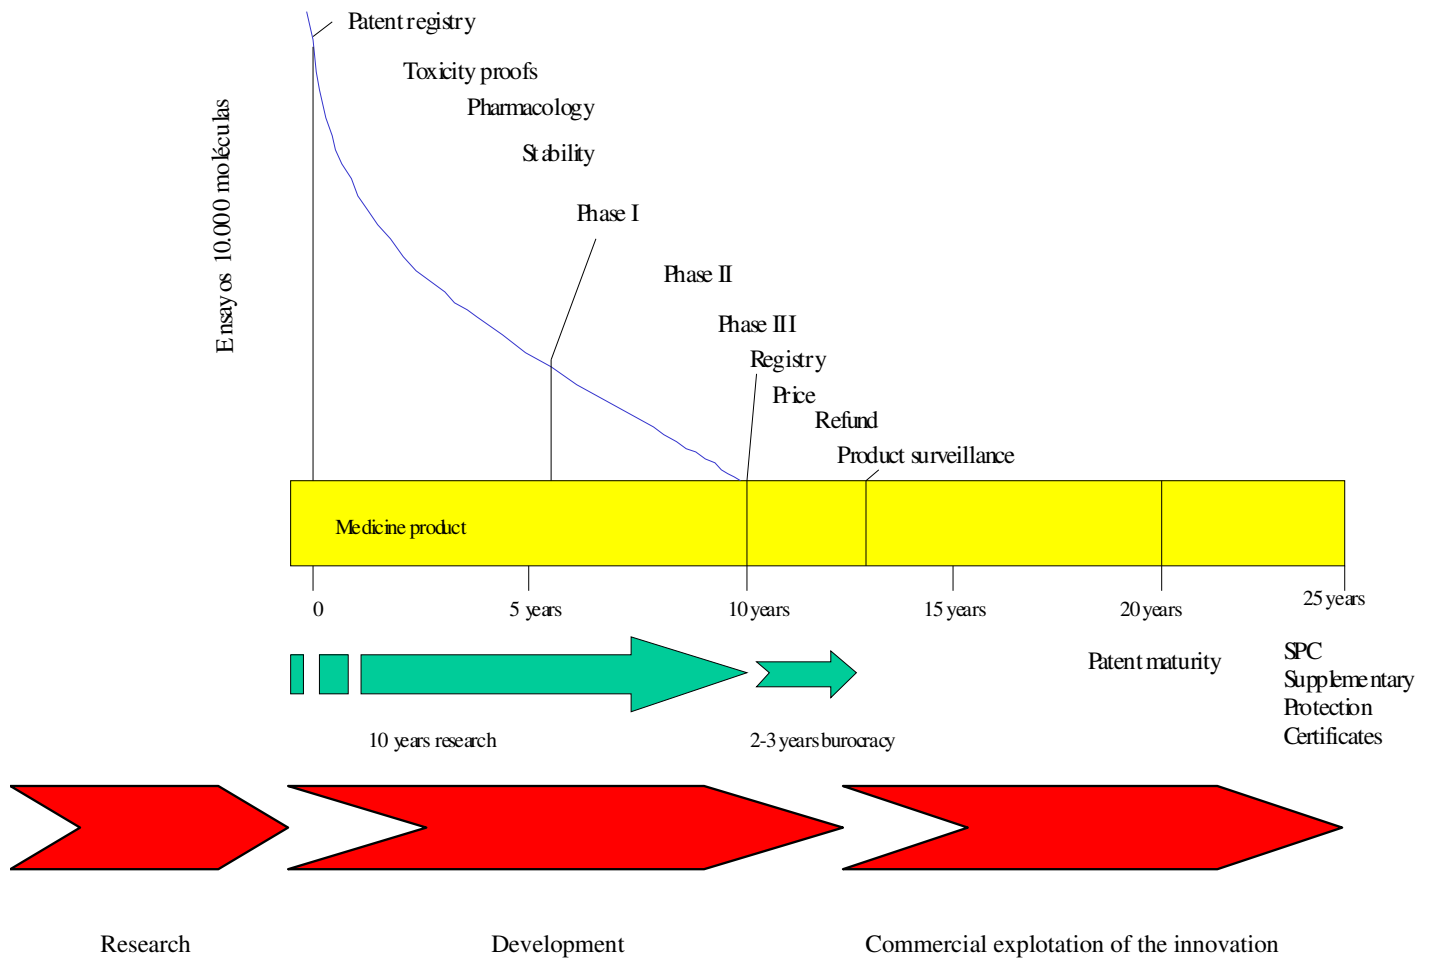 Patent registry
Toxicity proofs
Pharmacology
Stability
Ensayos 10.000 moléculas
Phase I
Phase II
Phase III
Registry
Price
Refund
Product surveillance
Medicine product
0
5 years
10 years
15 years
20 years
25 years
Patent maturity
SPC
Supplementary
Protection
Certificates
10 years research
2-3 years burocracy
Research
Development
Commercial explotation of the innovation